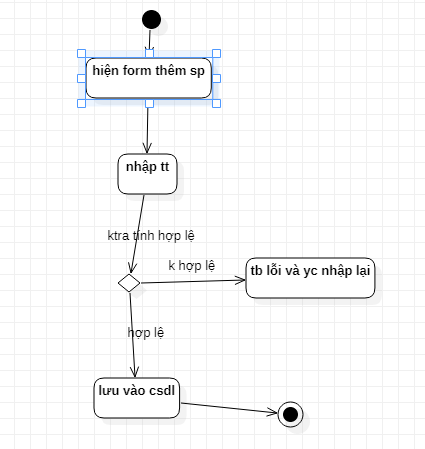 hiện form thêm sp
nhập tt
ktra tính hợp lệ
k hợp lệ
tb lỗi và yc nhập lại
hợp lệ
lưu vào csdl